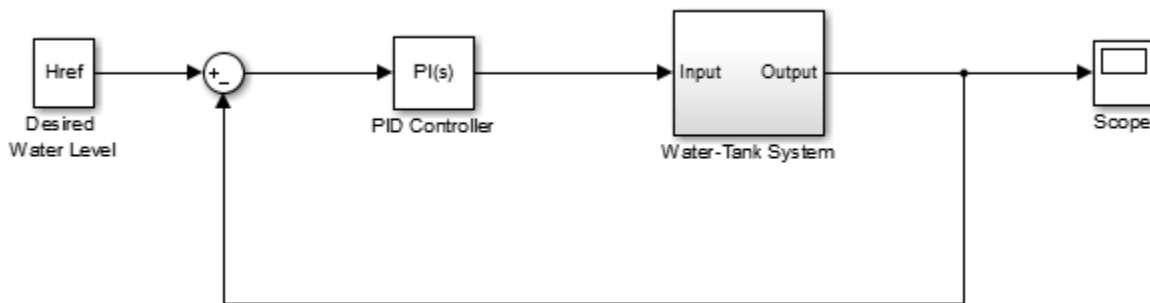 Href
Desired
Water Level
+
−
PI(s)
PID Controller
Input
Output
Water-Tank System
Scope